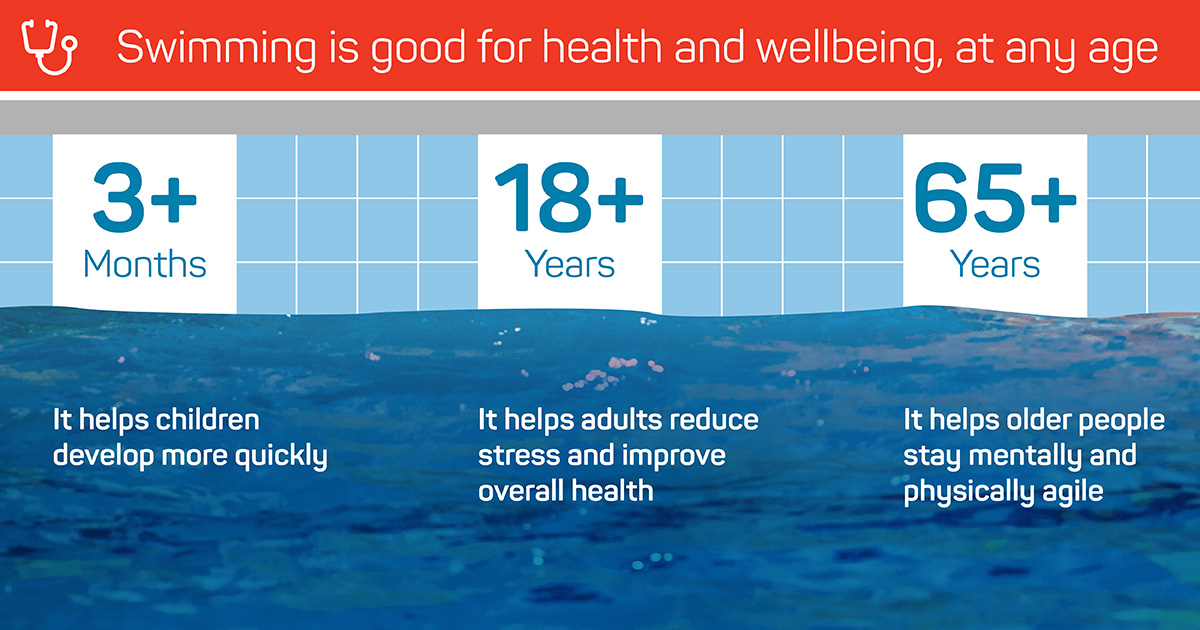 Swimming is good for health and wellbeing, at any age
3+
Months
It helps children
develop more quickly
18+
Years
It helps adults reduce
stress and improve
overall health
65+
Years
It helps older people
stay mentally and
physically agile